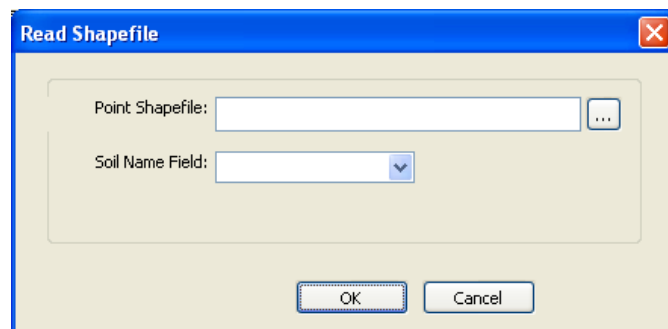 Read Shapefile
Point Shapefile:
...
Soil Name Field:
OK Cancel